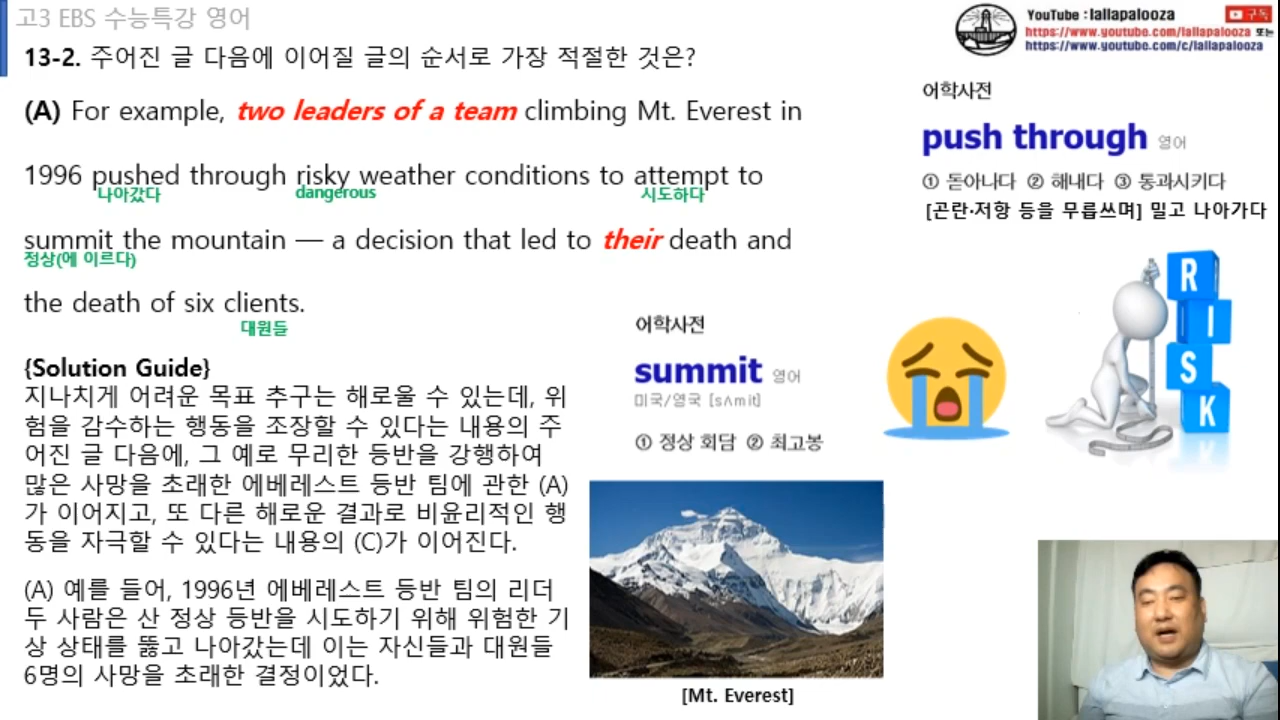 고3 EBS 수능특강 영어
YouTube : lallapalooza
구독
https://www.youtube.com/lallapalooza 또는
https://www.youtube.com/c/lallapalooza
13-2. 주어진 글 다음에 이어질 글의 순서로 가장 적절한 것은?
(A) For example, two leaders of a team climbing Mt. Everest in
1996 pushed through risky weather conditions to attempt to
나아갔다 dangerous 시도하다
summit the mountain — a decision that led to their death and
정상(에 이르다)
the death of six clients.
대원들
어학사전
push through 영어
① 돋아나다 ② 해내다 ③ 통과시키다
[곤란·저항 등을 무릅쓰며] 밀고 나아가다
RISK
어학사전
summit 영어
미국/영국 [sʌmit]
① 정상 회담 ② 최고봉
{Solution Guide}
지나치게 어려운 목표 추구는 해로울 수 있는데, 위
험을 감수하는 행동을 조장할 수 있다는 내용의 주
어진 글 다음에, 그 예로 무리한 등반을 강행하여
많은 사망을 초래한 에베레스트 등반 팀에 관한 (A)
가 이어지고, 또 다른 해로운 결과로 비윤리적인 행
동을 자극할 수 있다는 내용의 (C)가 이어진다.
(A) 예를 들어, 1996년 에베레스트 등반 팀의 리더
두 사람은 산 정상 등반을 시도하기 위해 위험한 기
상 상태를 뚫고 나아갔는데 이는 자신들과 대원들
6명의 사망을 초래한 결정이었다.
[Mt. Everest]